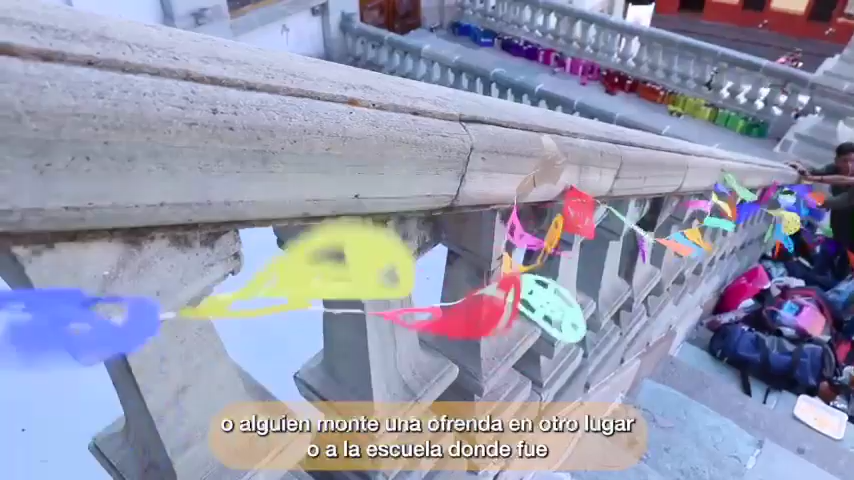 o alguien monte una ofrenda en otro lugar
o a la escuela donde fue